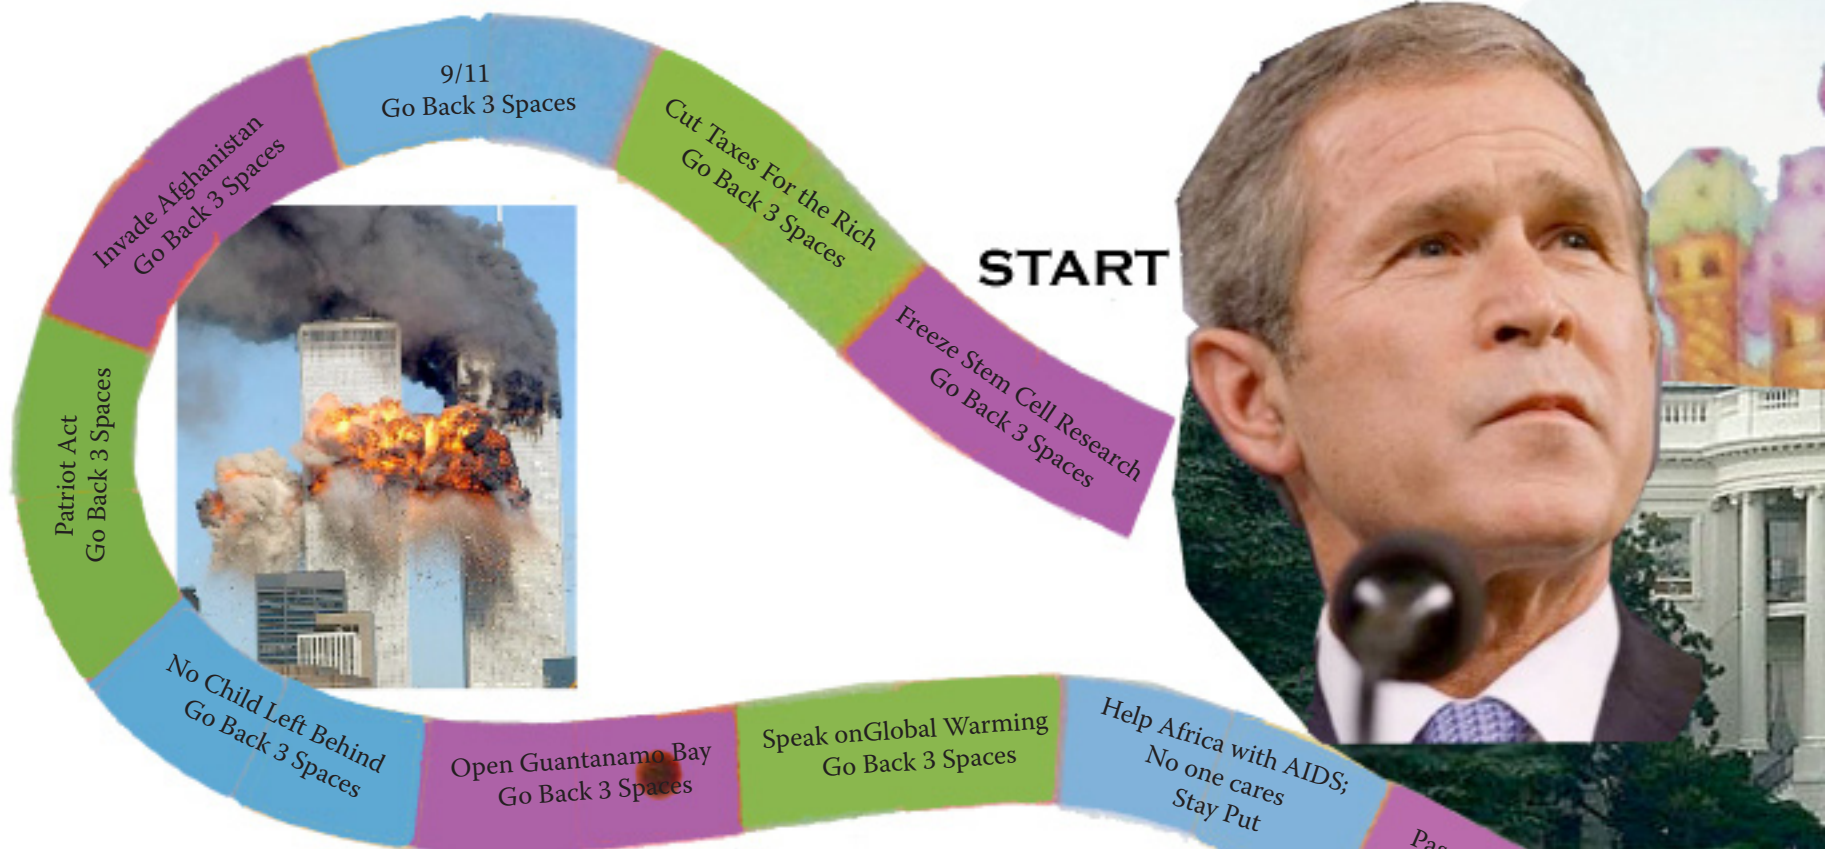 START
Freeze Stem Cell Research
Go Back 3 Spaces
Cut Taxes For the Rich
Go Back 3 Spaces
9/11
Go Back 3 Spaces
Invade Afghanistan
Go Back 3 Spaces
Patriot Act
Go Back 3 Spaces
No Child Left Behind
Go Back 3 Spaces
Open Guantanamo Bay
Go Back 3 Spaces
Speak onGlobal Warming
Go Back 3 Spaces
Help Africa with AIDS;
No one cares
Stay Put